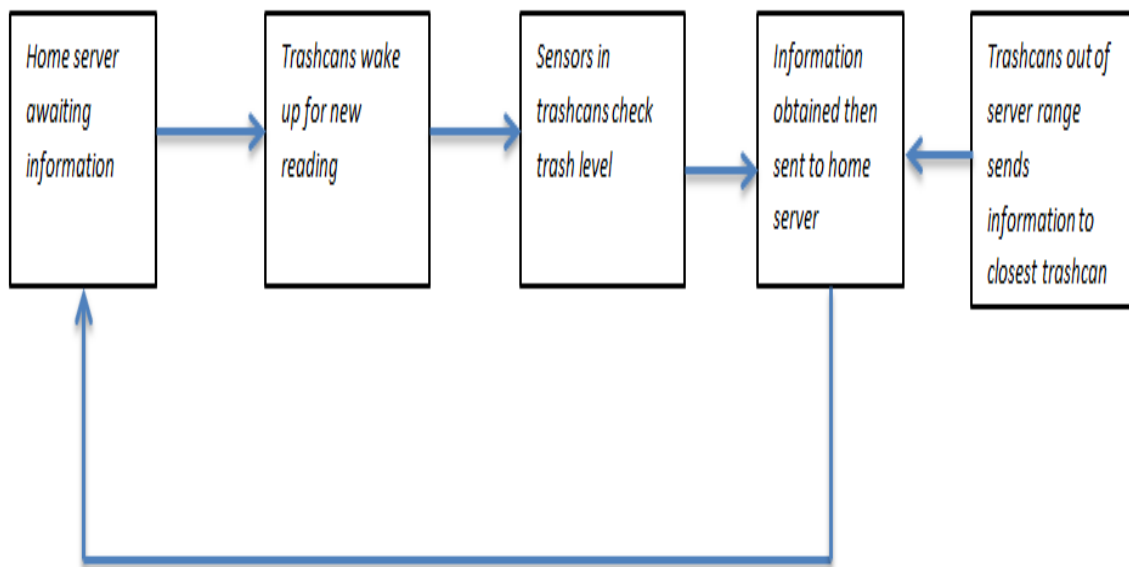 Home server
awaiting
information
Trashcans wake
up for new
reading
Sensors in
trashcans check
trash level
Information
obtained then
sent to home
server
Trashcans out of
server range
sends
information to
closest trashcan